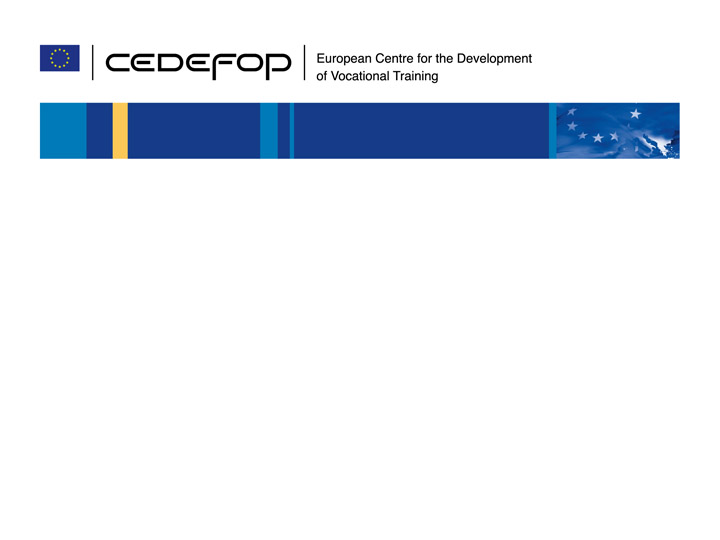 CEDEFOP
European Centre for the Development
of Vocational Training